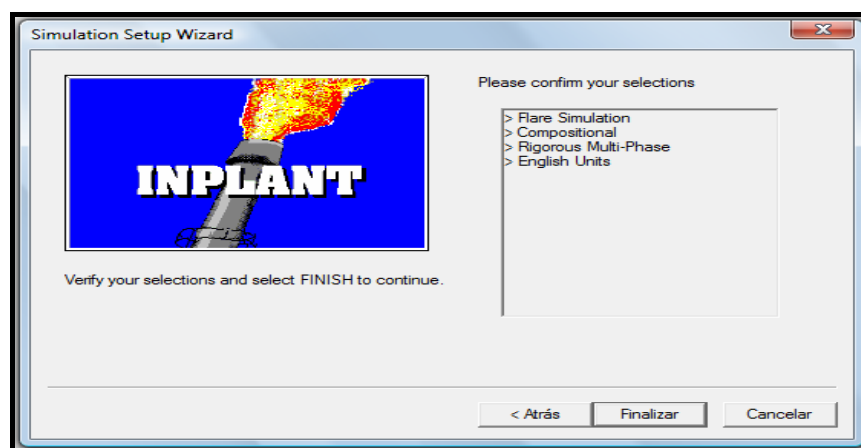 Simulation Setup Wizard
INPLANT
Verify your selections and select FINISH to continue.
Please confirm your selections
> Flare Simulation
> Compositional
> Rigorous Multi-Phase
> English Units
< Atrás
Finalizar
Cancelar